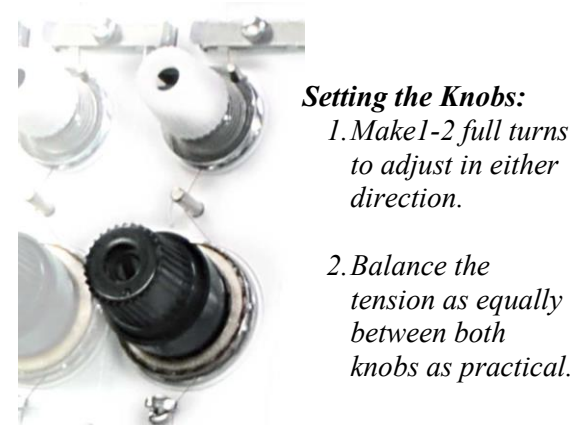 Setting the Knobs:
1.Make1-2 full turns
to adjust in either
direction.
2.Balance the
tension as equally
between both
knobs as practical.